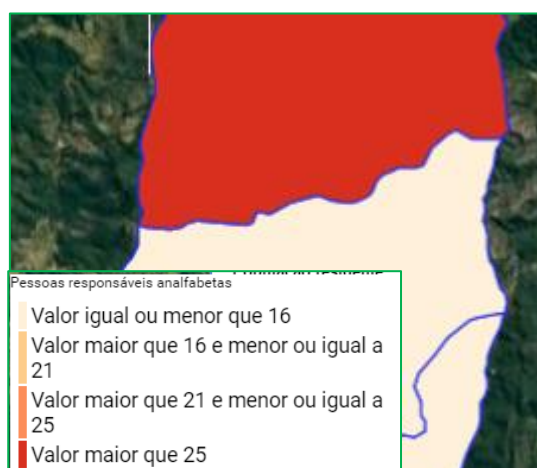 Pessoas responsáveis analfabetas
Valor igual ou menor que 16
Valor maior que 16 e menor ou igual a
21
Valor maior que 21 e menor ou igual a
25
Valor maior que 25